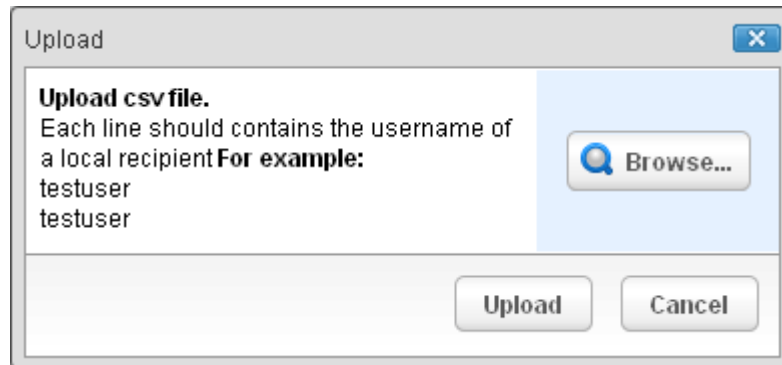 Upload
Upload csv file.
Each line should contains the username of
a local recipient For example:
testuser
testuser
Browse...
Upload
Cancel